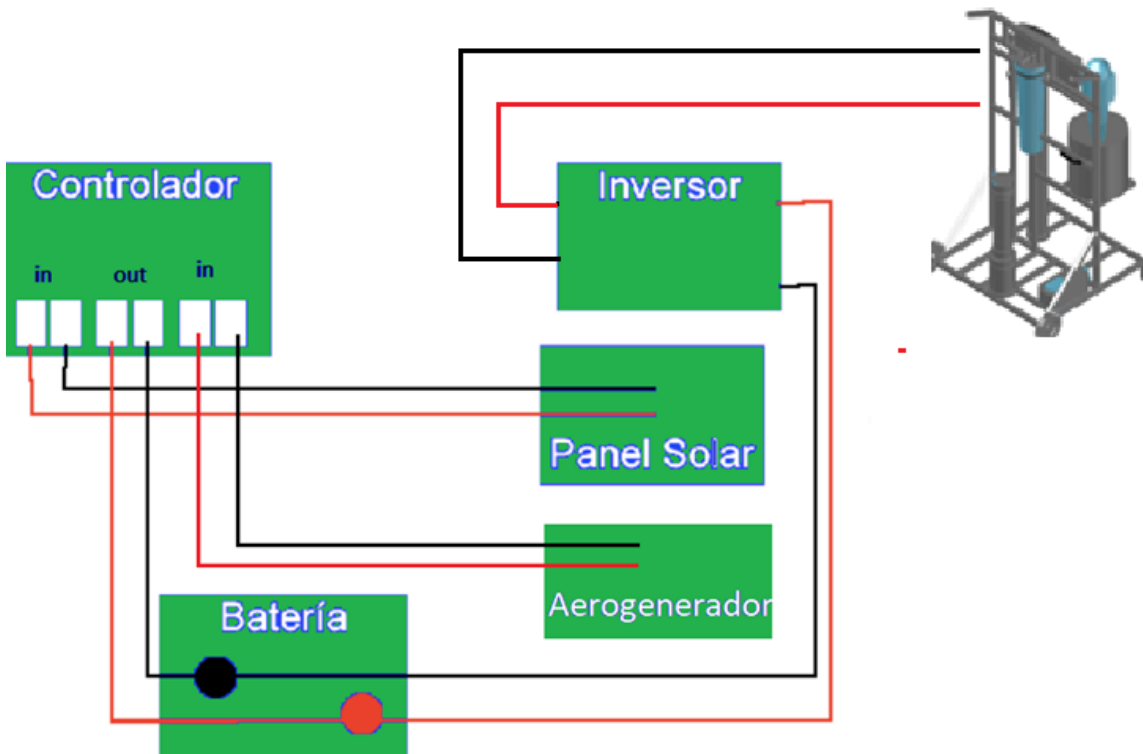 Controlador
in
out
in
Inversor
Panel Solar
Aerogenerador
Batería